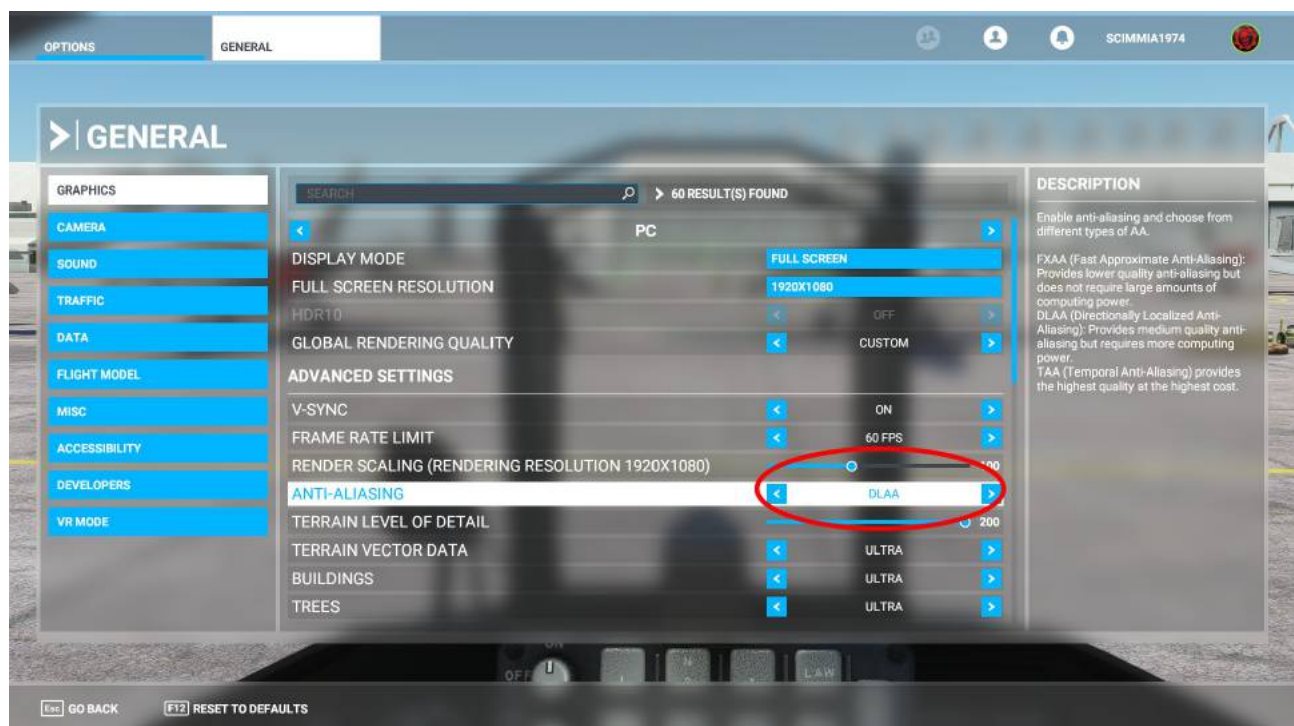 OPTIONS
GENERAL
SCIMMIA1974
GENERAL
GRAPHICS
CAMERA
SOUND
TRAFFIC
DATA
FLIGHT MODEL
MISC
ACCESSIBILITY
DEVELOPERS
VR MODE
SEARCH
> 60 RESULT(S) FOUND
< PC >
DISPLAY MODE FULL SCREEN
FULL SCREEN RESOLUTION 1920X1080
HDR10 < OFF >
GLOBAL RENDERING QUALITY < CUSTOM >
ADVANCED SETTINGS
V-SYNC < ON >
FRAME RATE LIMIT < 60 FPS >
RENDER SCALING (RENDERING RESOLUTION 1920X1080) 100
ANTI-ALIASING < DLAA >
TERRAIN LEVEL OF DETAIL 200
TERRAIN VECTOR DATA < ULTRA >
BUILDINGS < ULTRA >
TREES < ULTRA >
DESCRIPTION
Enable anti-aliasing and choose from
different types of AA.
FXAA (Fast Approximate Anti-Aliasing):
Provides lower quality anti-aliasing but
does not require large amounts of
computing power.
DLAA (Directionally Localized Anti-
Aliasing): Provides medium quality anti-
aliasing but requires more computing
power.
TAA (Temporal Anti-Aliasing) provides
the highest quality at the highest cost.
ON
OFF
N
LAW
Esc GO BACK
F12 RESET TO DEFAULTS